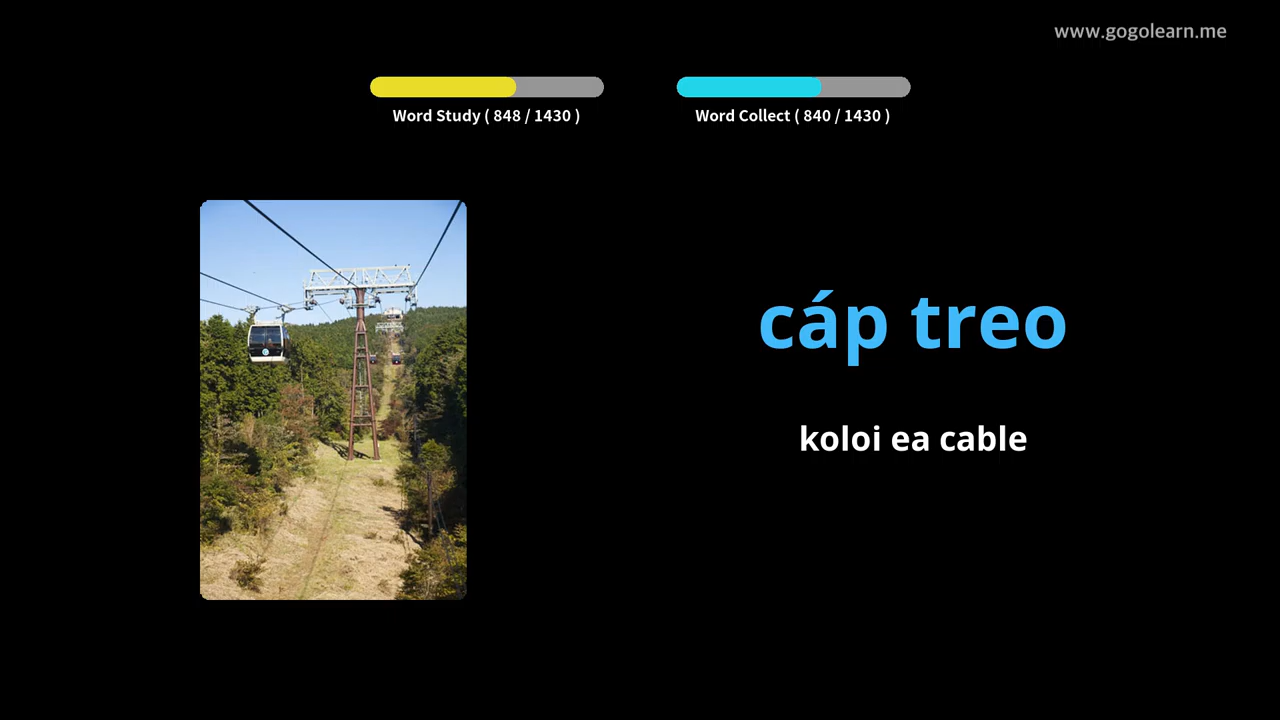 www.gogolearn.me
Word Study ( 848 / 1430 )
Word Collect ( 840 / 1430 )
cáp treo
koloi ea cable